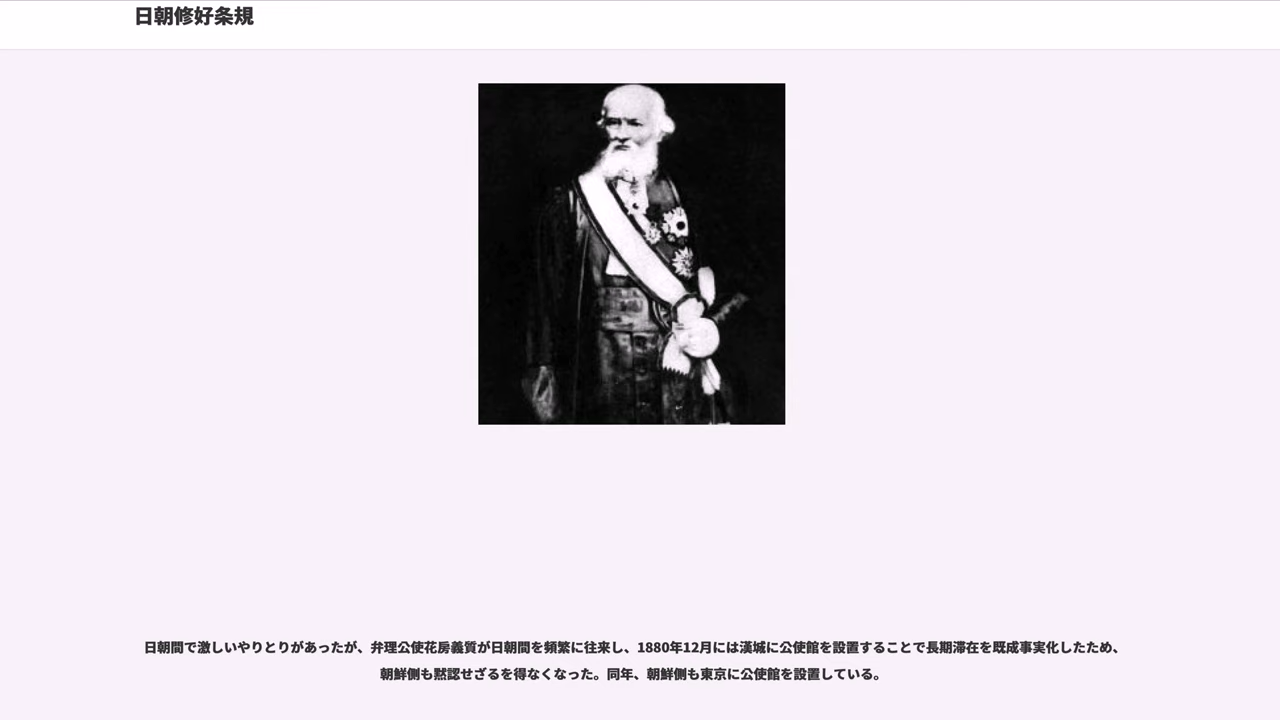 日朝修好条規
日朝間で激しいやりとりがあったが、弁理公使花房義質が日朝間を頻繁に往来し、1880年12月には漢城に公使館を設置することで長期滞在を既成事実化したため、
朝鮮側も黙認せざるを得なくなった。同年、朝鮮側も東京に公使館を設置している。